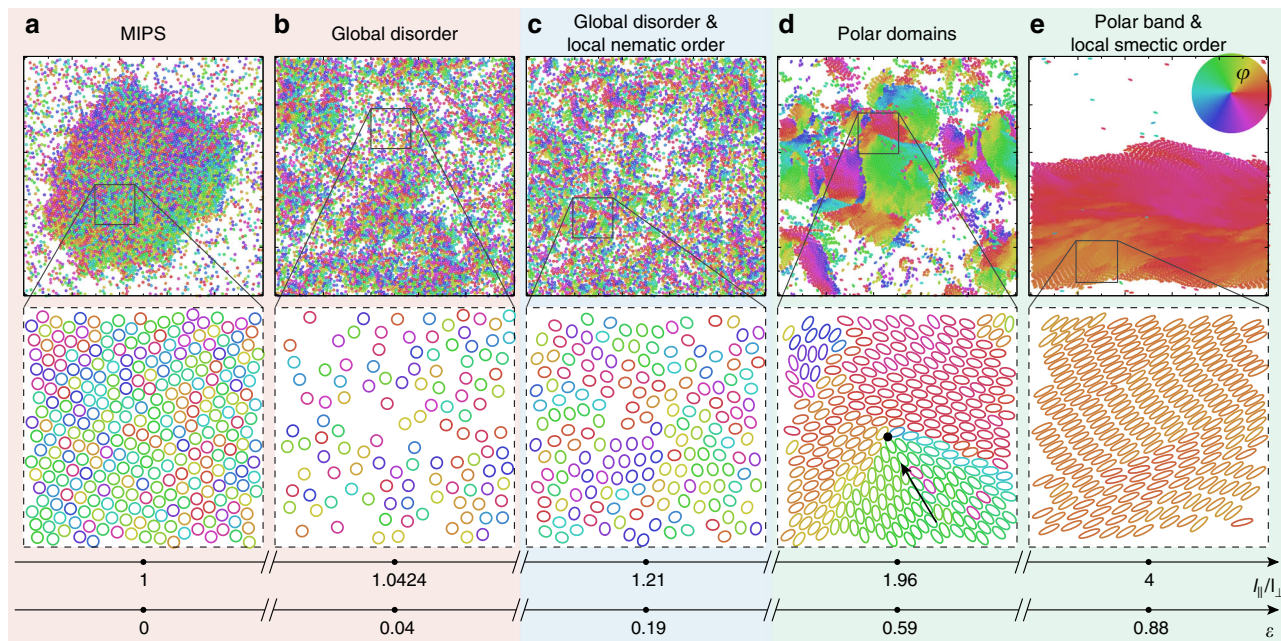 a
MIPS
b
Global disorder
c
Global disorder &
local nematic order
d
Polar domains
e
Polar band &
local smectic order
φ
1
1.0424
1.21
1.96
4
l∥/l⊥
0
0.04
0.19
0.59
0.88
ε